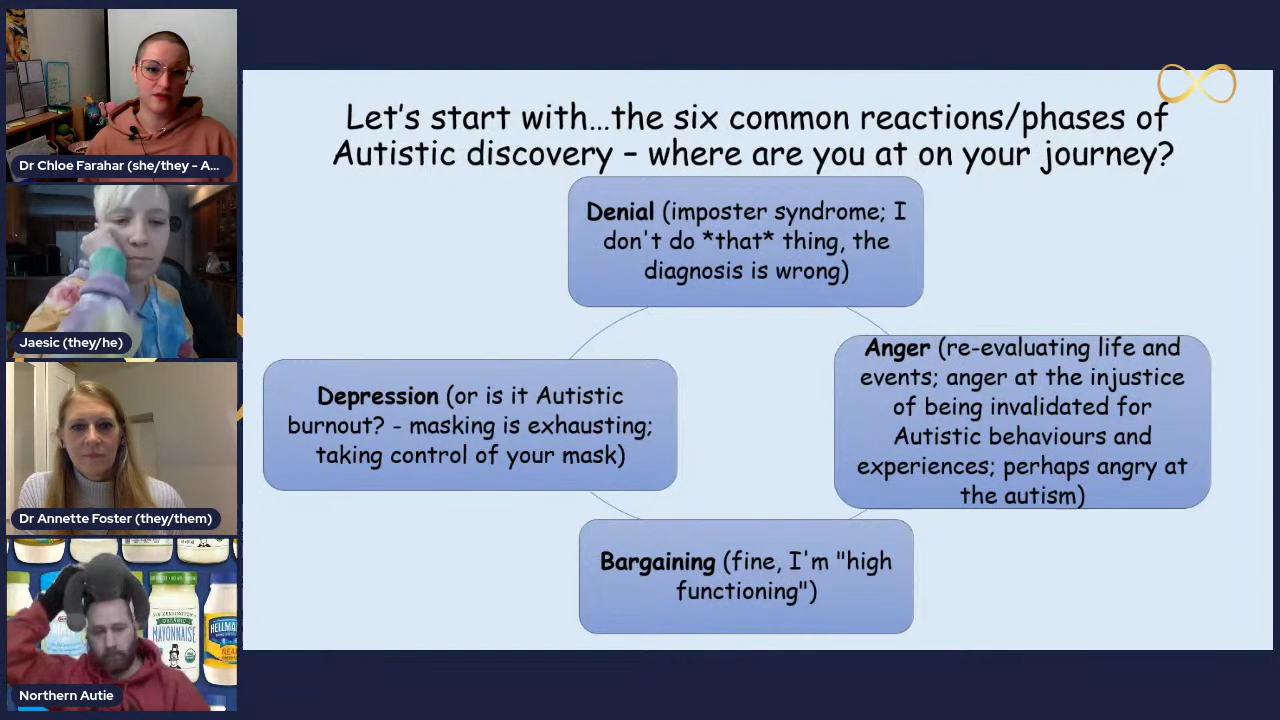 Dr Chloe Farahar (she/they - A...
Jaesic (they/he)
Dr Annette Foster (they/them)
ORGANIC
MAYONNAISE
HELLMA
REA
Northern Autie
Let's start with...the six common reactions/phases of
Autistic discovery – where are you at on your journey?
Denial (imposter syndrome; I
don't do *that* thing, the
diagnosis is wrong)
Anger (re-evaluating life and
events; anger at the injustice
of being invalidated for
Autistic behaviours and
experiences; perhaps angry at
the autism)
Depression (or is it Autistic
burnout? - masking is exhausting;
taking control of your mask)
Bargaining (fine, I'm "high
functioning")